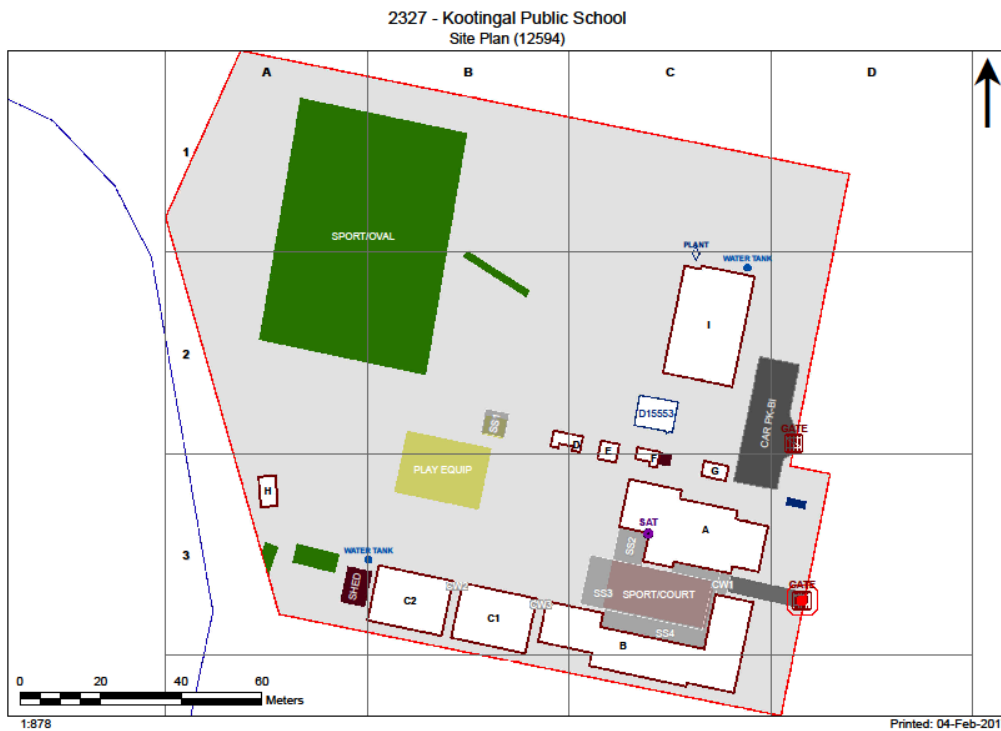 2327 - Kootingal Public School
Site Plan (12594)
A
B
C
D
1
SPORT/OVAL
PLANT
WATER TANK
I
2
D15553
CAR PK-BI
SS1
GATE
D
E
F
G
PLAY EQUIP
H
A
SAT
3
WATER TANK
SS2
SHED
CW2
CW1
GATE
C2
SS3
SPORT/COURT
CW3
C1
SS4
B
0
20
40
60
Meters
1:878
Printed: 04-Feb-201